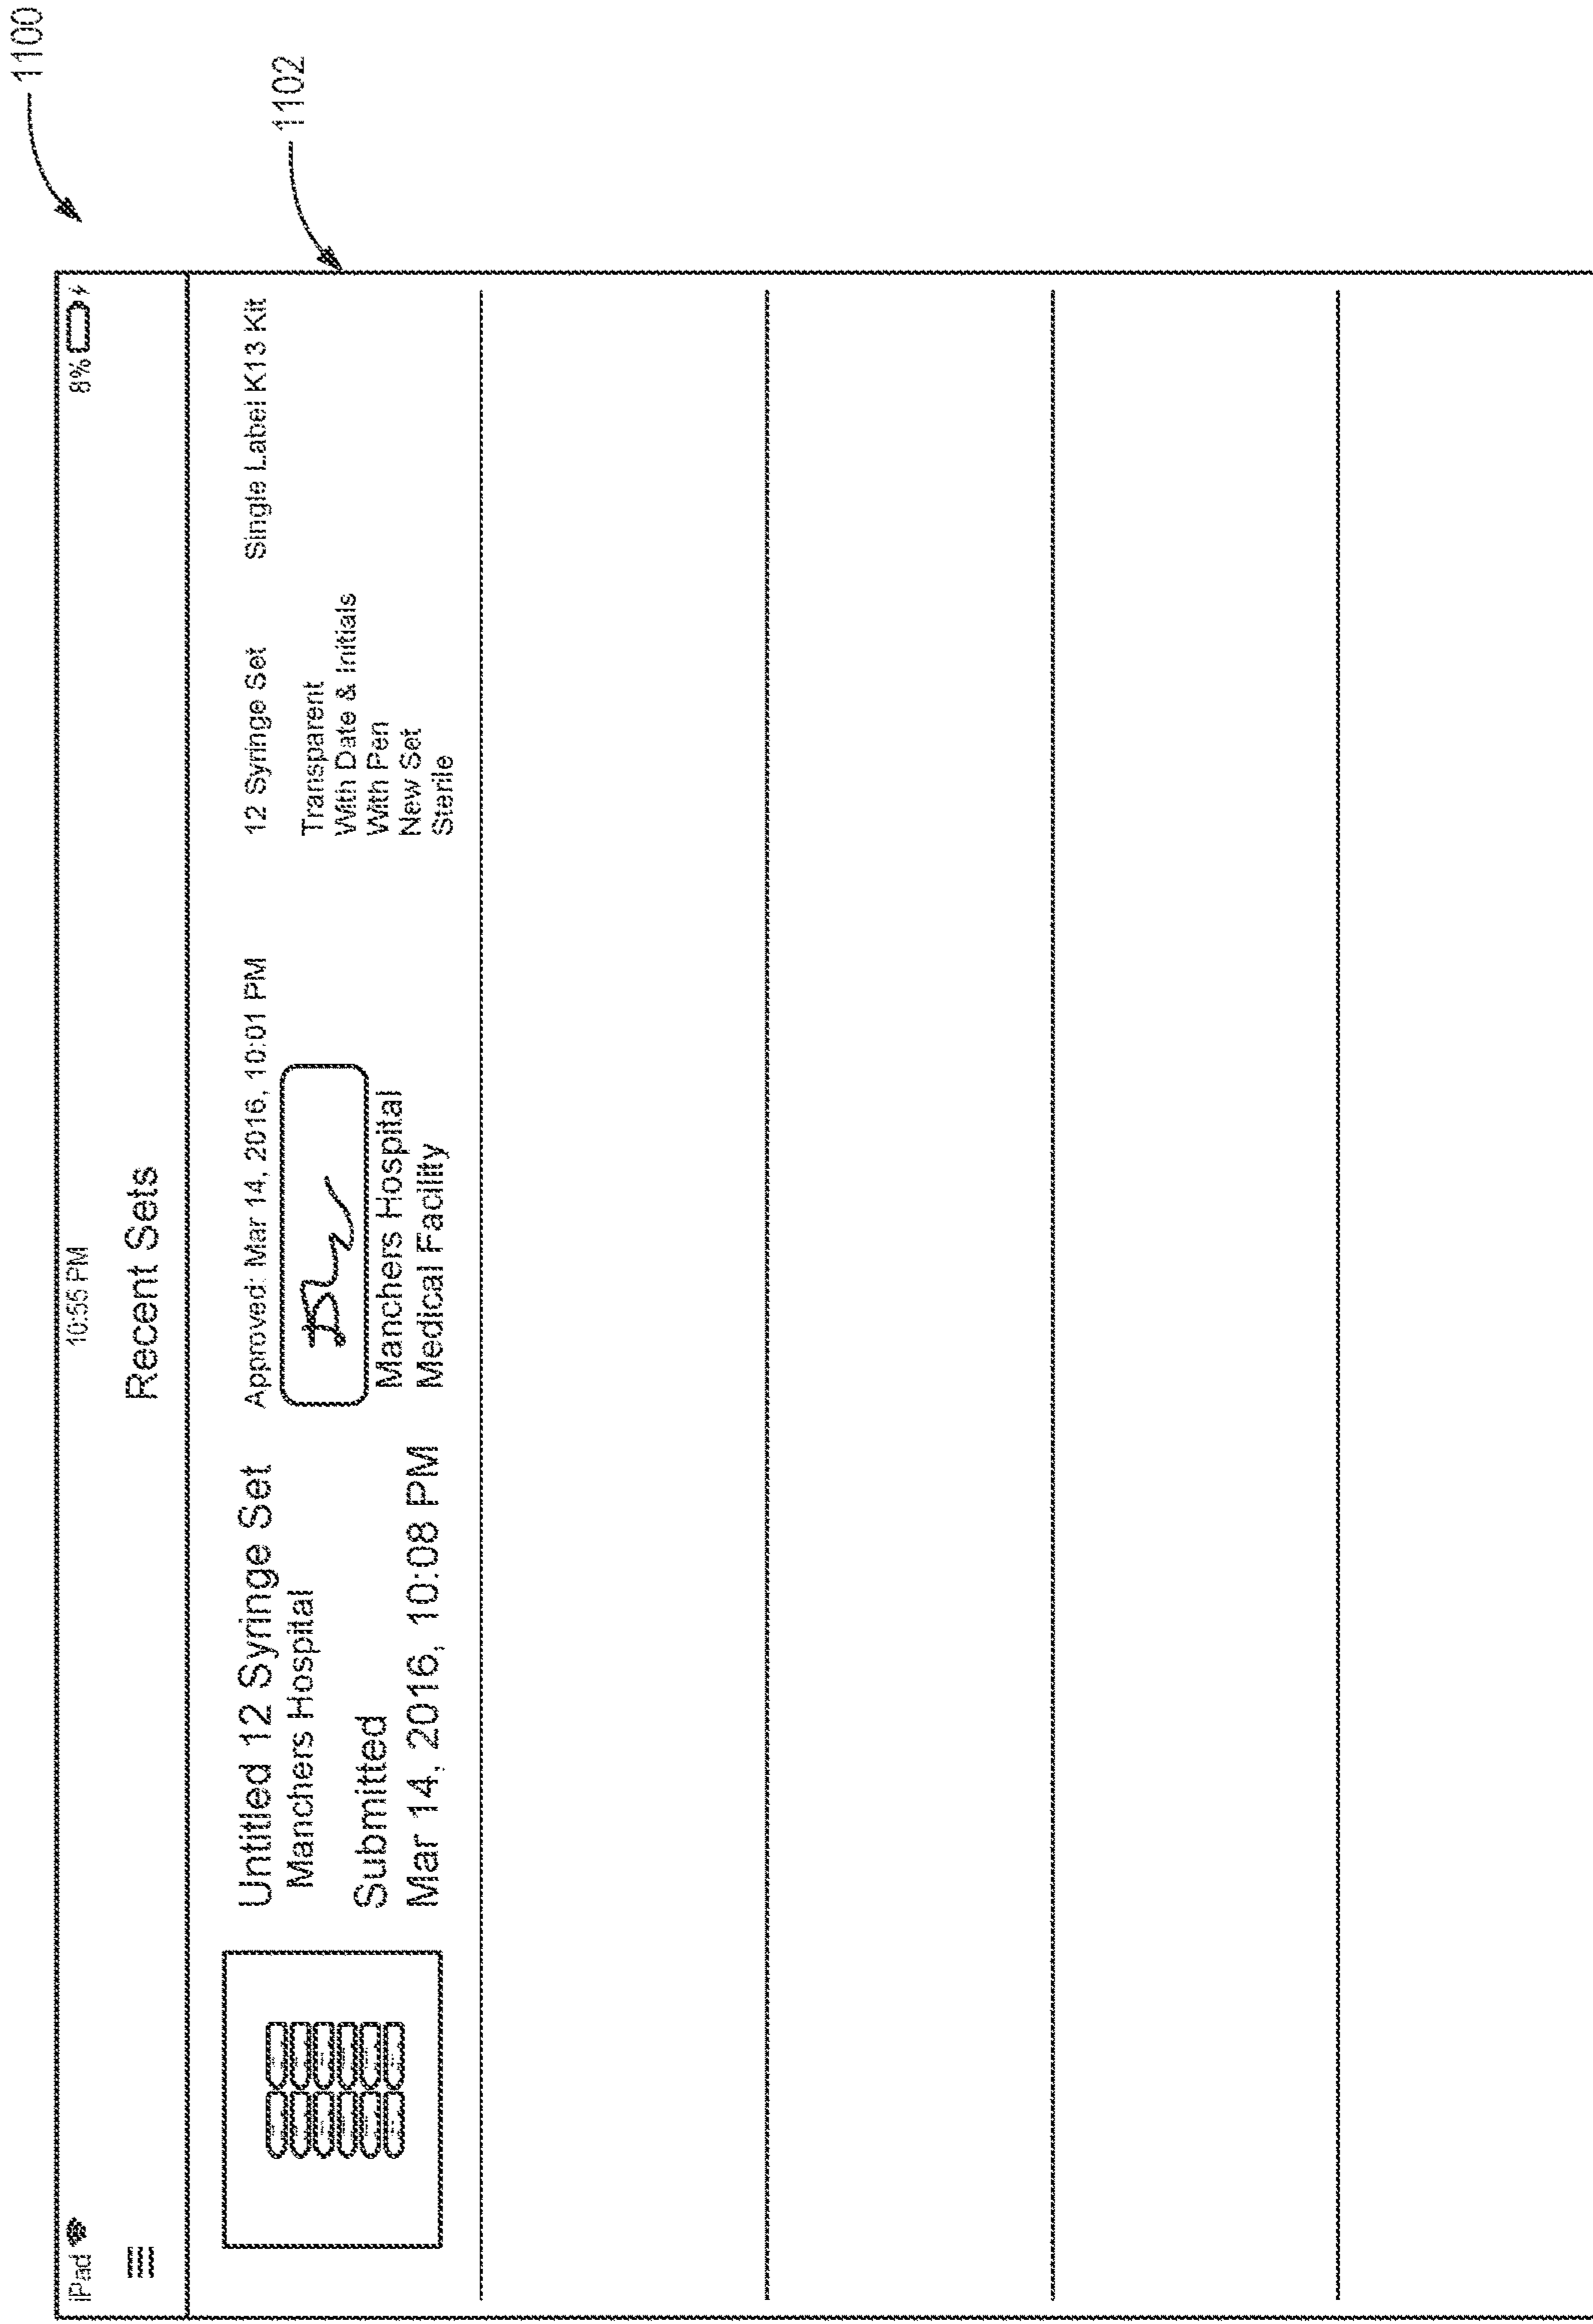 1100
iPad
10:55 PM
8%
Recent Sets
1102
Untitled 12 Syringe Set
Manchers Hospital
Submitted
Mar 14, 2016, 10:08 PM
Approved: Mar 14, 2016, 10:01 PM
Manchers Hospital
Medical Facility
12 Syringe Set
Transparent
With Date & Initials
With Pen
New Set
Sterile
Single Label K13 Kit